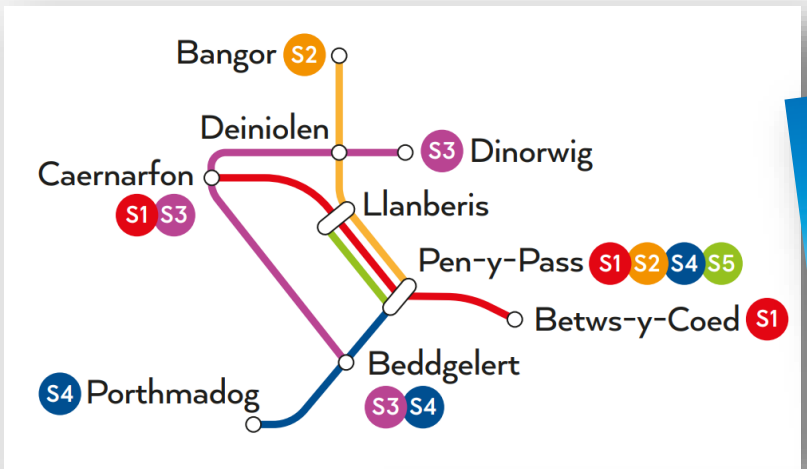 Bangor S2
Deiniolen
S3 Dinorwig
Caernarfon
S1 S3
Llanberis
Pen-y-Pass S1 S2 S4 S5
Betws-y-Coed S1
Beddgelert
S3 S4
S4 Porthmadog